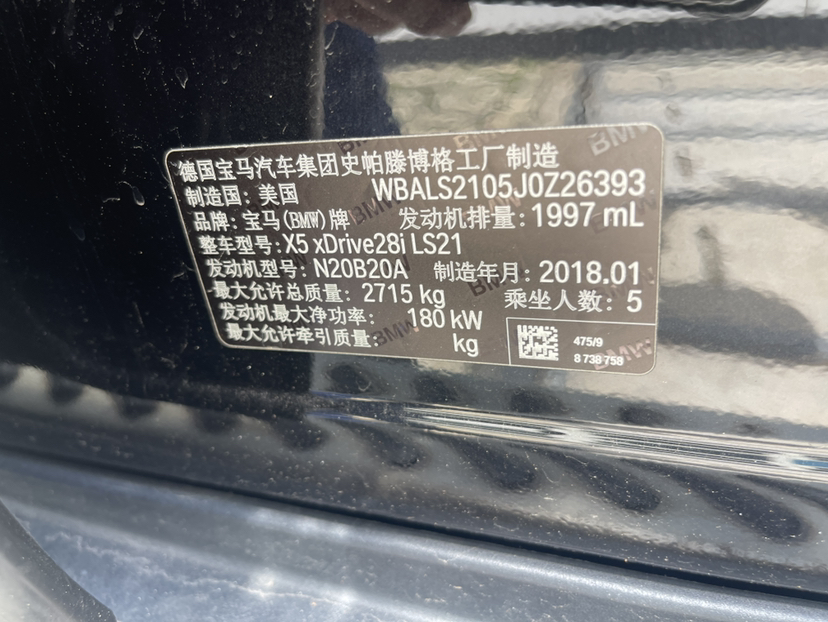 德国宝马汽车集团史帕滕博格工厂制造
制造国: 美国 WBALS2105J0Z26393
品牌: 宝马(BMW)牌 发动机排量: 1997 mL
整车型号: X5 xDrive28i LS21
发动机型号: N20B20A 制造年月: 2018.01
最大允许总质量: 2715 kg 乘坐人数: 5
发动机最大净功率: 180 kW
最大允许牵引质量: kg
475/9
8 738 758